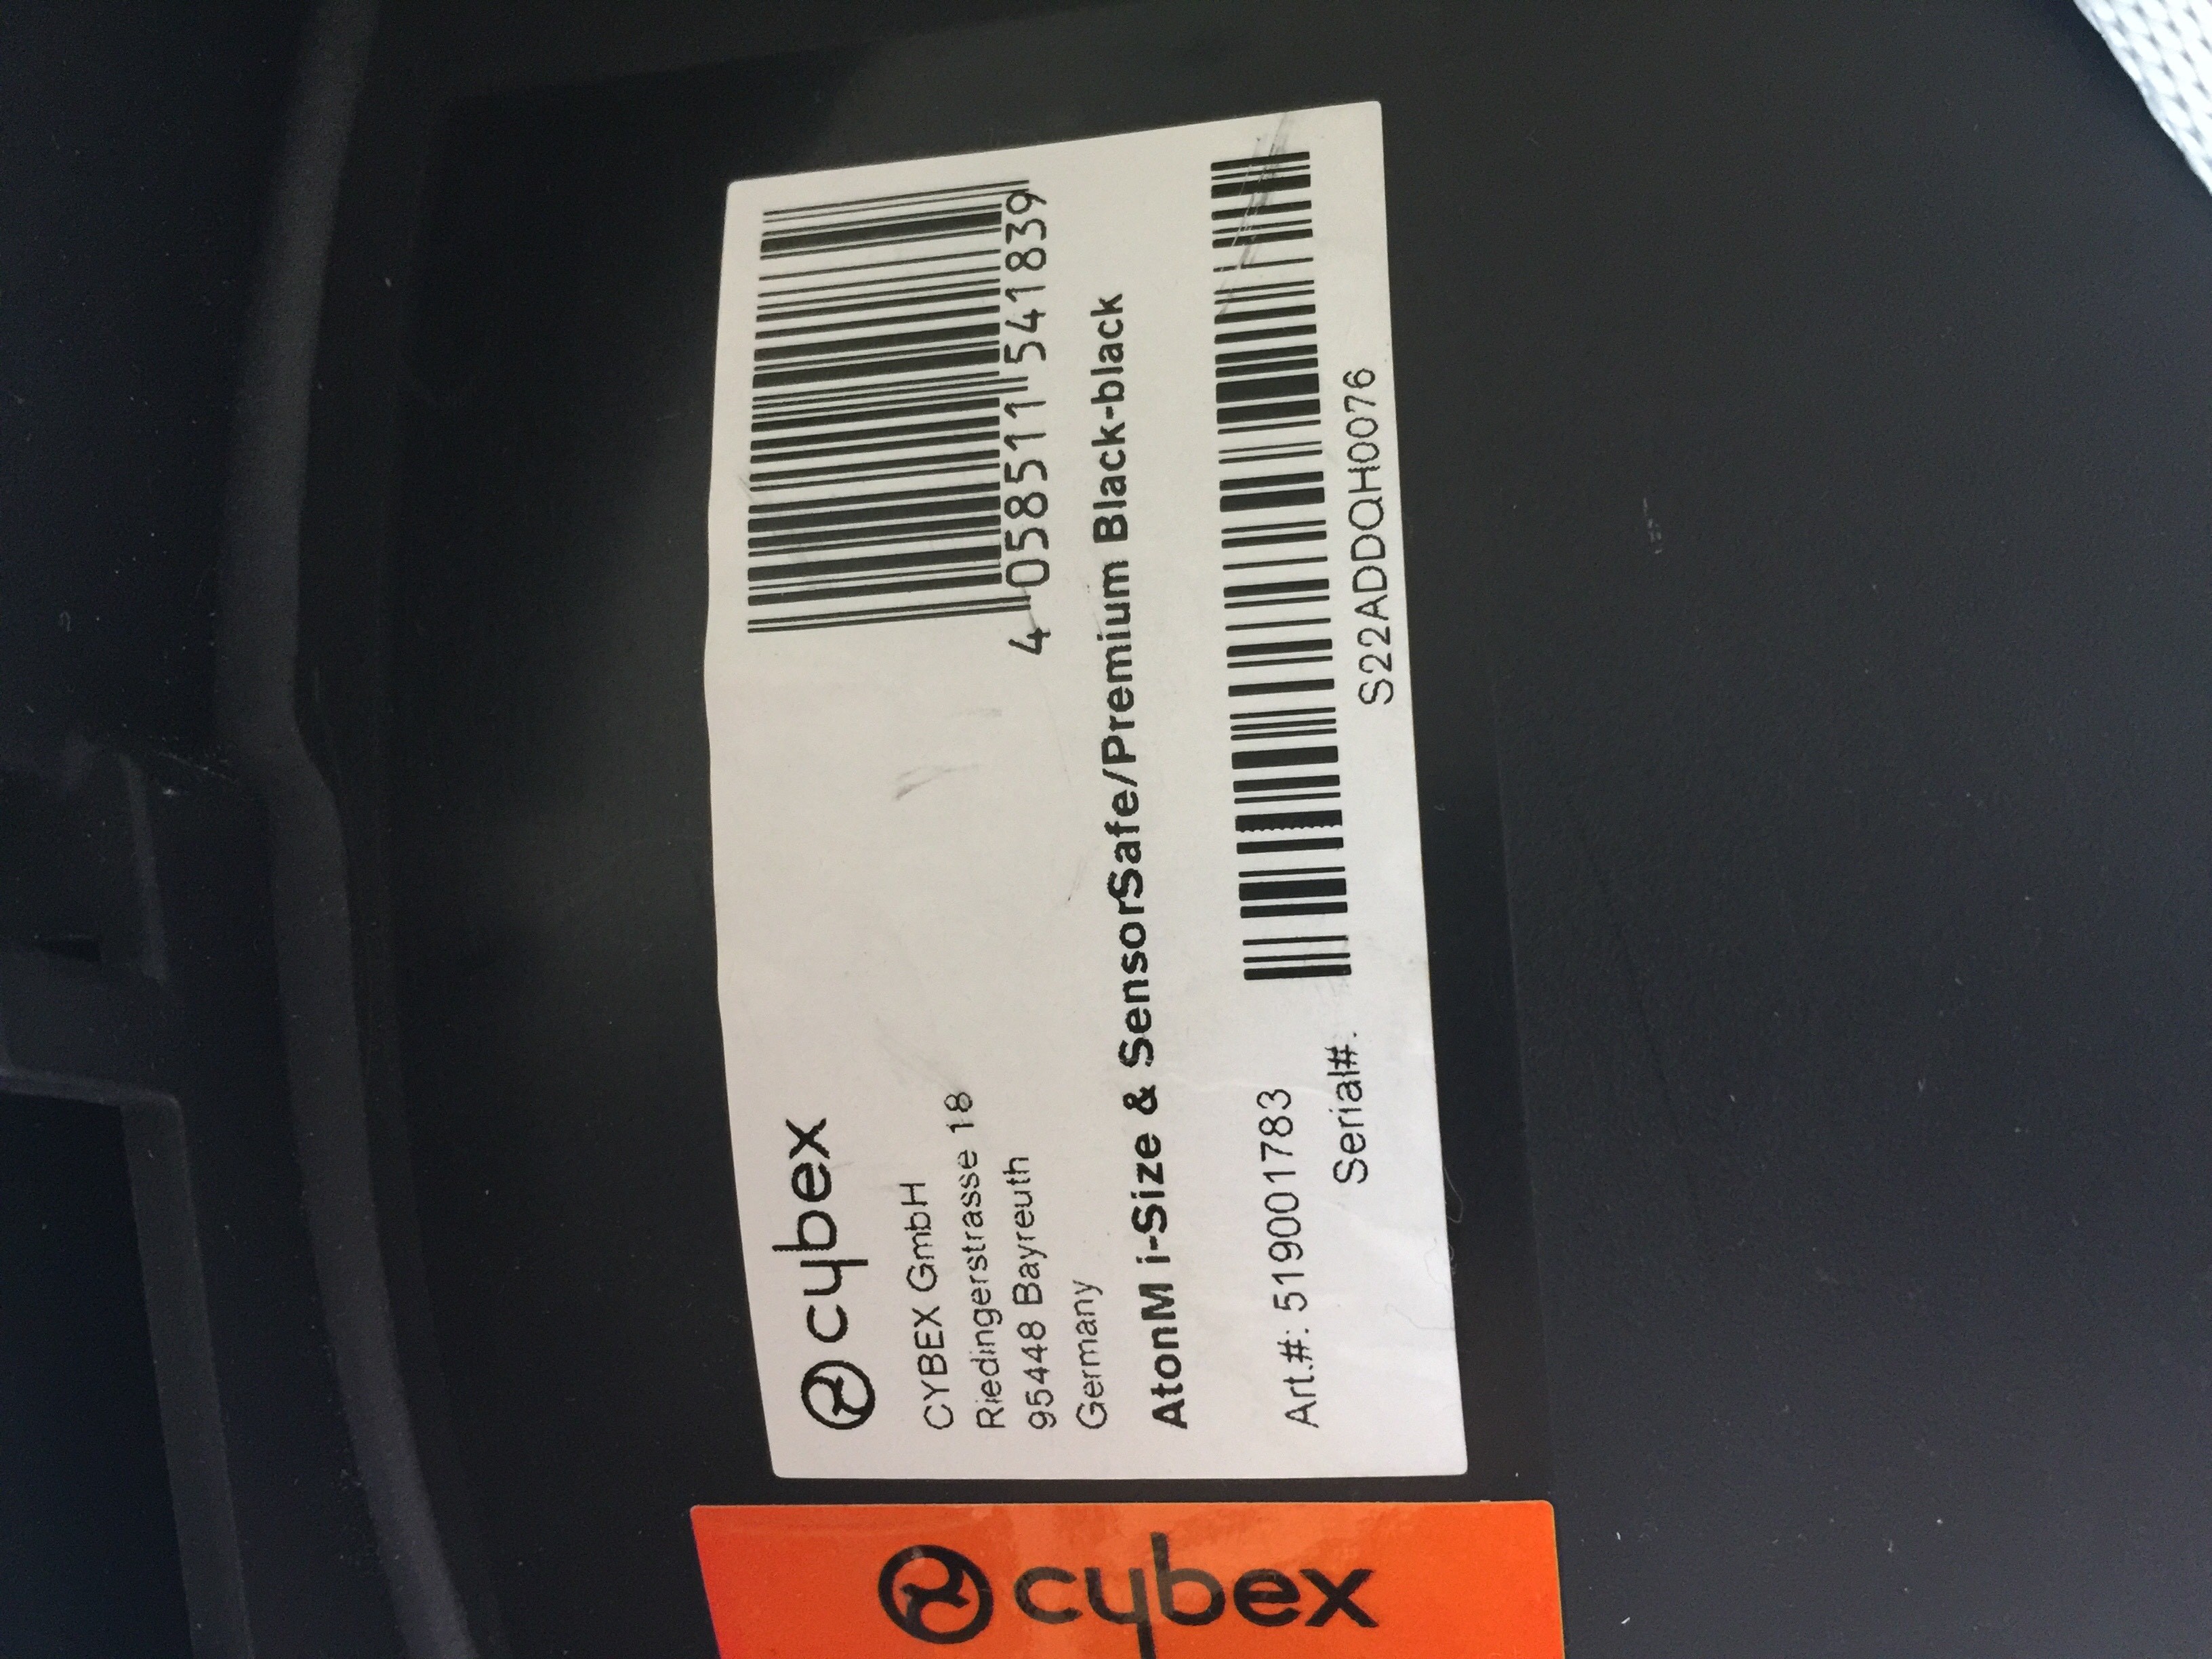 cybex
CYBEX GmbH
Riedingerstrasse 18
95448 Bayreuth
Germany
4 058511 541839
AtonM i-Size & SensorSafe/Premium Black-black
Art.#: 519001783
Serial#:
S22ADDQH0076
cybex